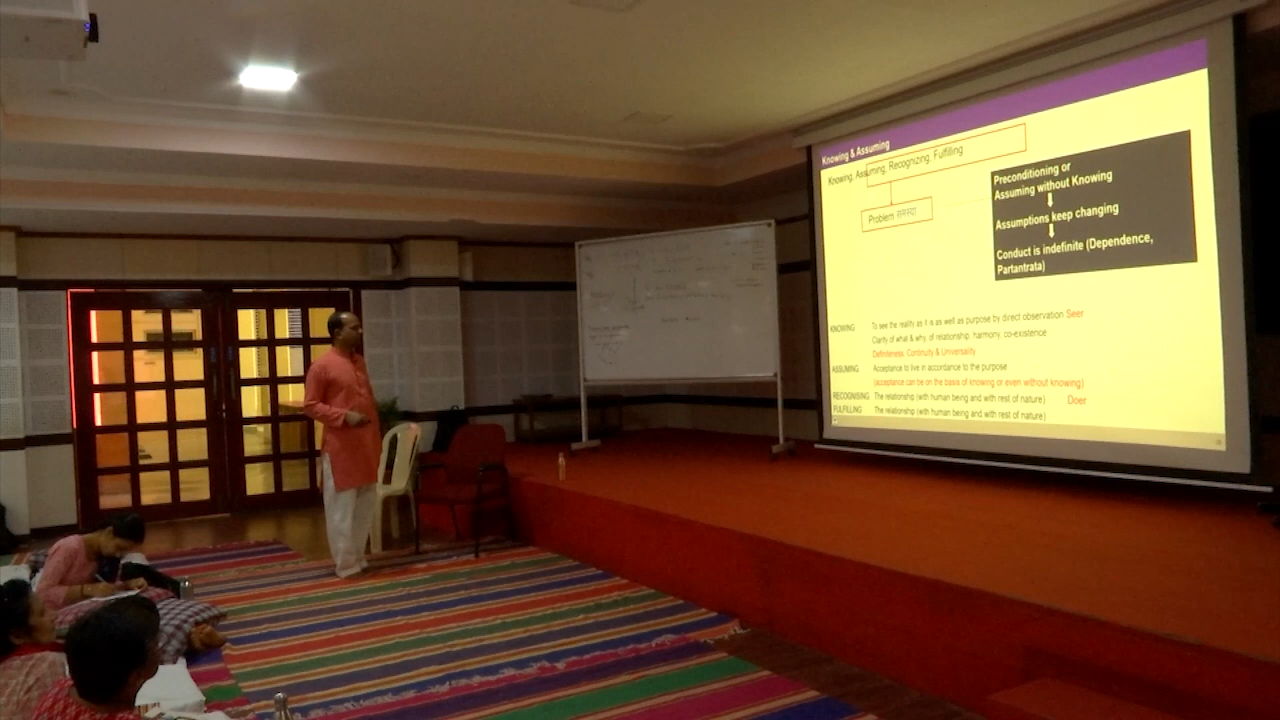 Knowing & Assuming
Knowing, Assuming, Recognizing, Fulfilling
Problem समस्या
Preconditioning or
Assuming without Knowing
Assumptions keep changing
Conduct is indefinite (Dependence,
Partantrata)
KNOWING To see the reality as it is as well as purpose by direct observation Seer
Clarity of what & why, of relationship, harmony, co-existence
Definiteness, Continuity & Universality
ASSUMING Acceptance to live in accordance to the purpose
(acceptance can be on the basis of knowing or even without knowing)
RECOGNISING The relationship (with human being and with rest of nature) Doer
FULFILLING The relationship (with human being and with rest of nature)